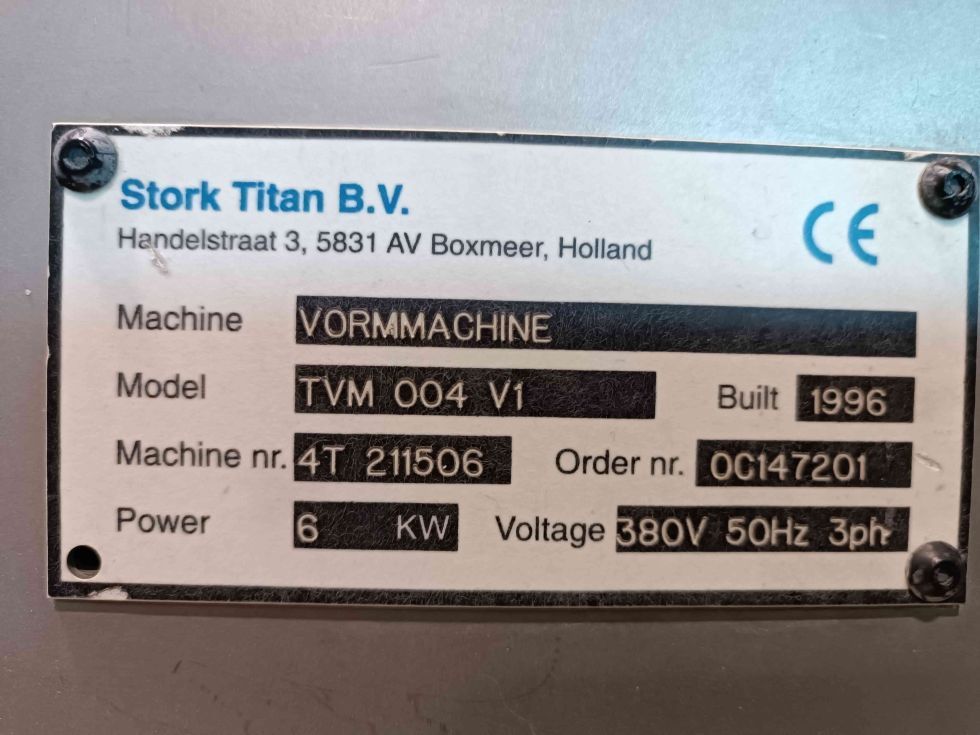 Stork Titan B.V.
Handelstraat 3, 5831 AV Boxmeer, Holland
CE
Machine VORMMACHINE
Model TVM 004 V1 Built 1996
Machine nr. 4T 211506 Order nr. 0C147201
Power 6 KW Voltage 380V 50Hz 3ph